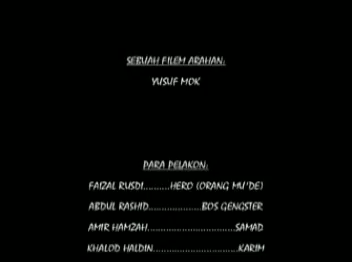 SEBUAH FILEM ARAHAN:
YUSUF MOK
PARA PELAKON:
FAIZAL RUSDI..........HERO (ORANG MU'DE)
ABDUL RASHID....................BOS GENGSTER
AMIR HAMZAH.................................SAMAD
KHALOD HALDIN................................KARIM